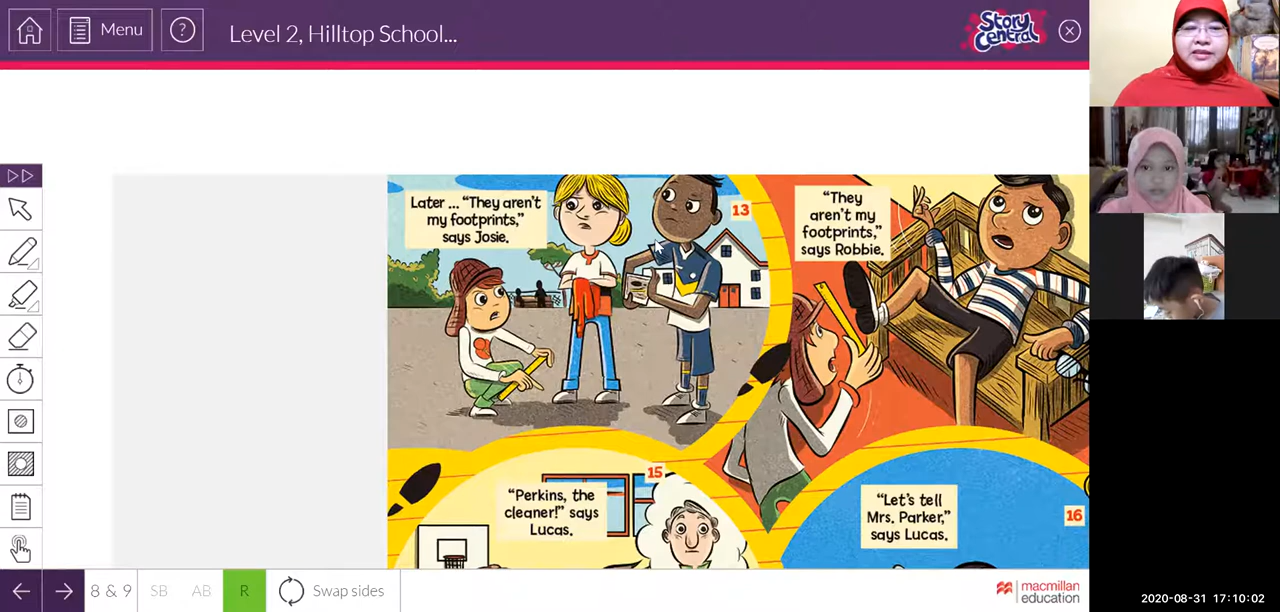 Menu
?
Level 2, Hilltop School...
Story
Central
Later ... "They aren't
my footprints,"
says Josie.
13
"They
aren't my
footprints,"
says Robbie.
15
"Perkins, the
cleaner!" says
Lucas.
"Let's tell
Mrs. Parker,"
says Lucas.
16
8 & 9
SB
AB
R
Swap sides
macmillan
education
2020-08-31 17:10:02